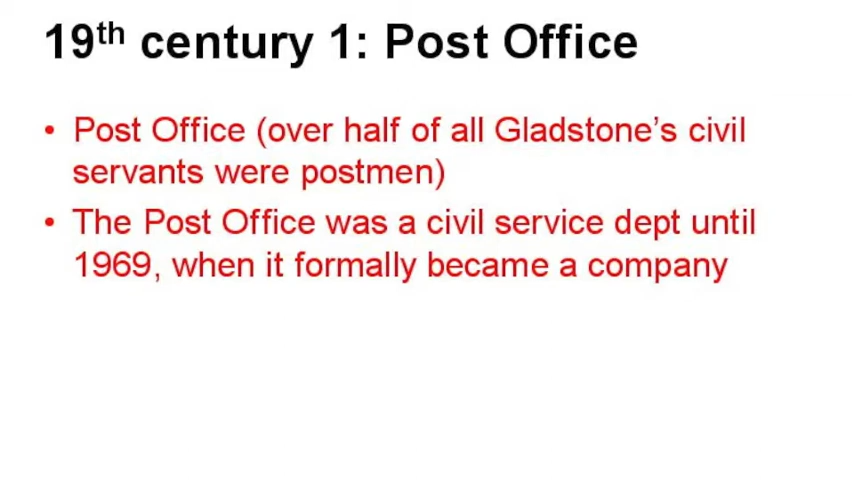 19th century 1: Post Office
• Post Office (over half of all Gladstone's civil
servants were postmen)
• The Post Office was a civil service dept until
1969, when it formally became a company